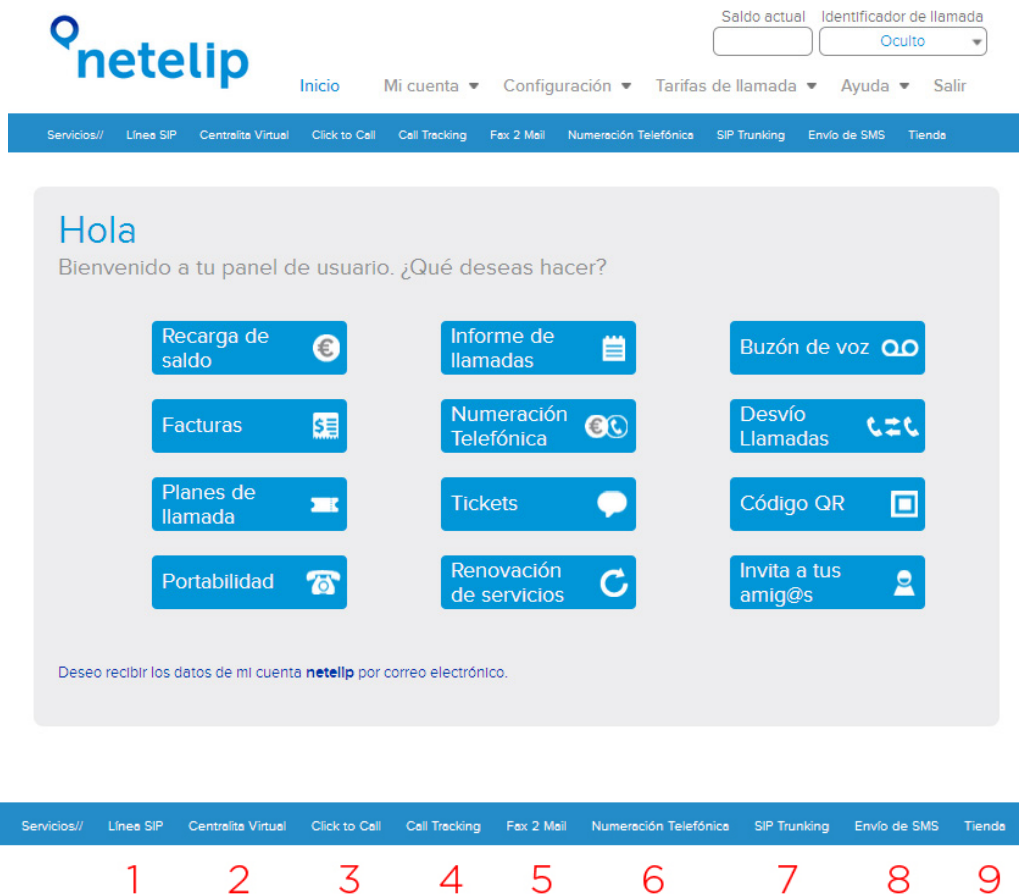 netelip
Saldo actual Identificador de llamada
Oculto
Inicio Mi cuenta Configuración Tarifas de llamada Ayuda Salir
Servicios// Línea SIP Centralita Virtual Click to Call Call Tracking Fax 2 Mail Numeración Telefónica SIP Trunking Envío de SMS Tienda
Hola
Bienvenido a tu panel de usuario. ¿Qué deseas hacer?
Recarga de
saldo
Informe de
llamadas
Buzón de voz
Facturas
Numeración
Telefónica
Desvío
Llamadas
Planes de
llamada
Tickets
Código QR
Portabilidad
Renovación
de servicios
Invita a tus
amig@s
Deseo recibir los datos de mi cuenta netelip por correo electrónico.
Servicios// Línea SIP Centralita Virtual Click to Call Call Tracking Fax 2 Mail Numeración Telefónica SIP Trunking Envío de SMS Tienda
1 2 3 4 5 6 7 8 9